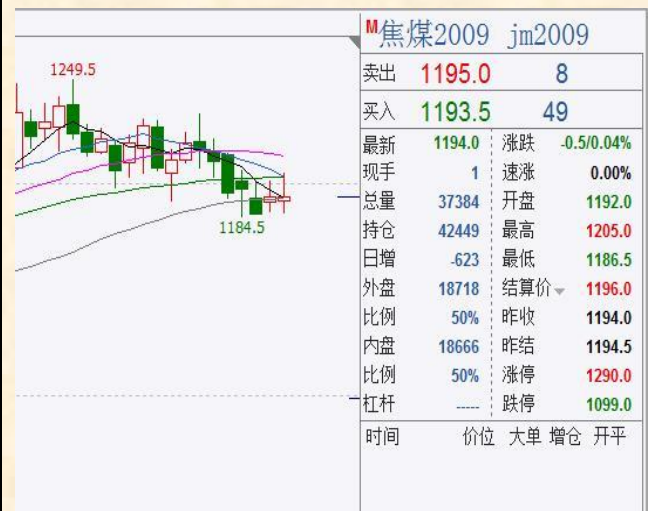 M焦煤2009 jm2009
1249.5
1184.5
卖出 1195.0 8
买入 1193.5 49
最新 1194.0 涨跌 -0.5/0.04%
现手 1 速涨 0.00%
总量 37384 开盘 1192.0
持仓 42449 最高 1205.0
日增 -623 最低 1186.5
外盘 18718 结算价 1196.0
比例 50% 昨收 1194.0
内盘 18666 昨结 1194.5
比例 50% 涨停 1290.0
杠杆 ----- 跌停 1099.0
时间 价位 大单 增仓 开平